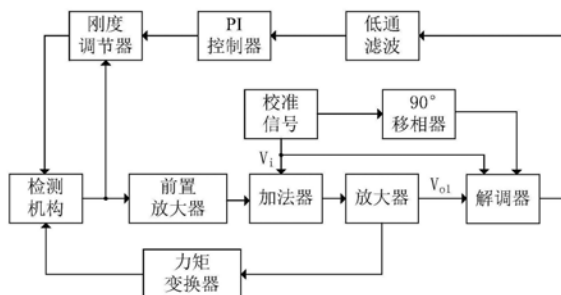 刚度
调节器
PI
控制器
低通
滤波
校准
信号
90°
移相器
V_i
检测
机构
前置
放大器
加法器
放大器
V_o1
解调器
力矩
变换器